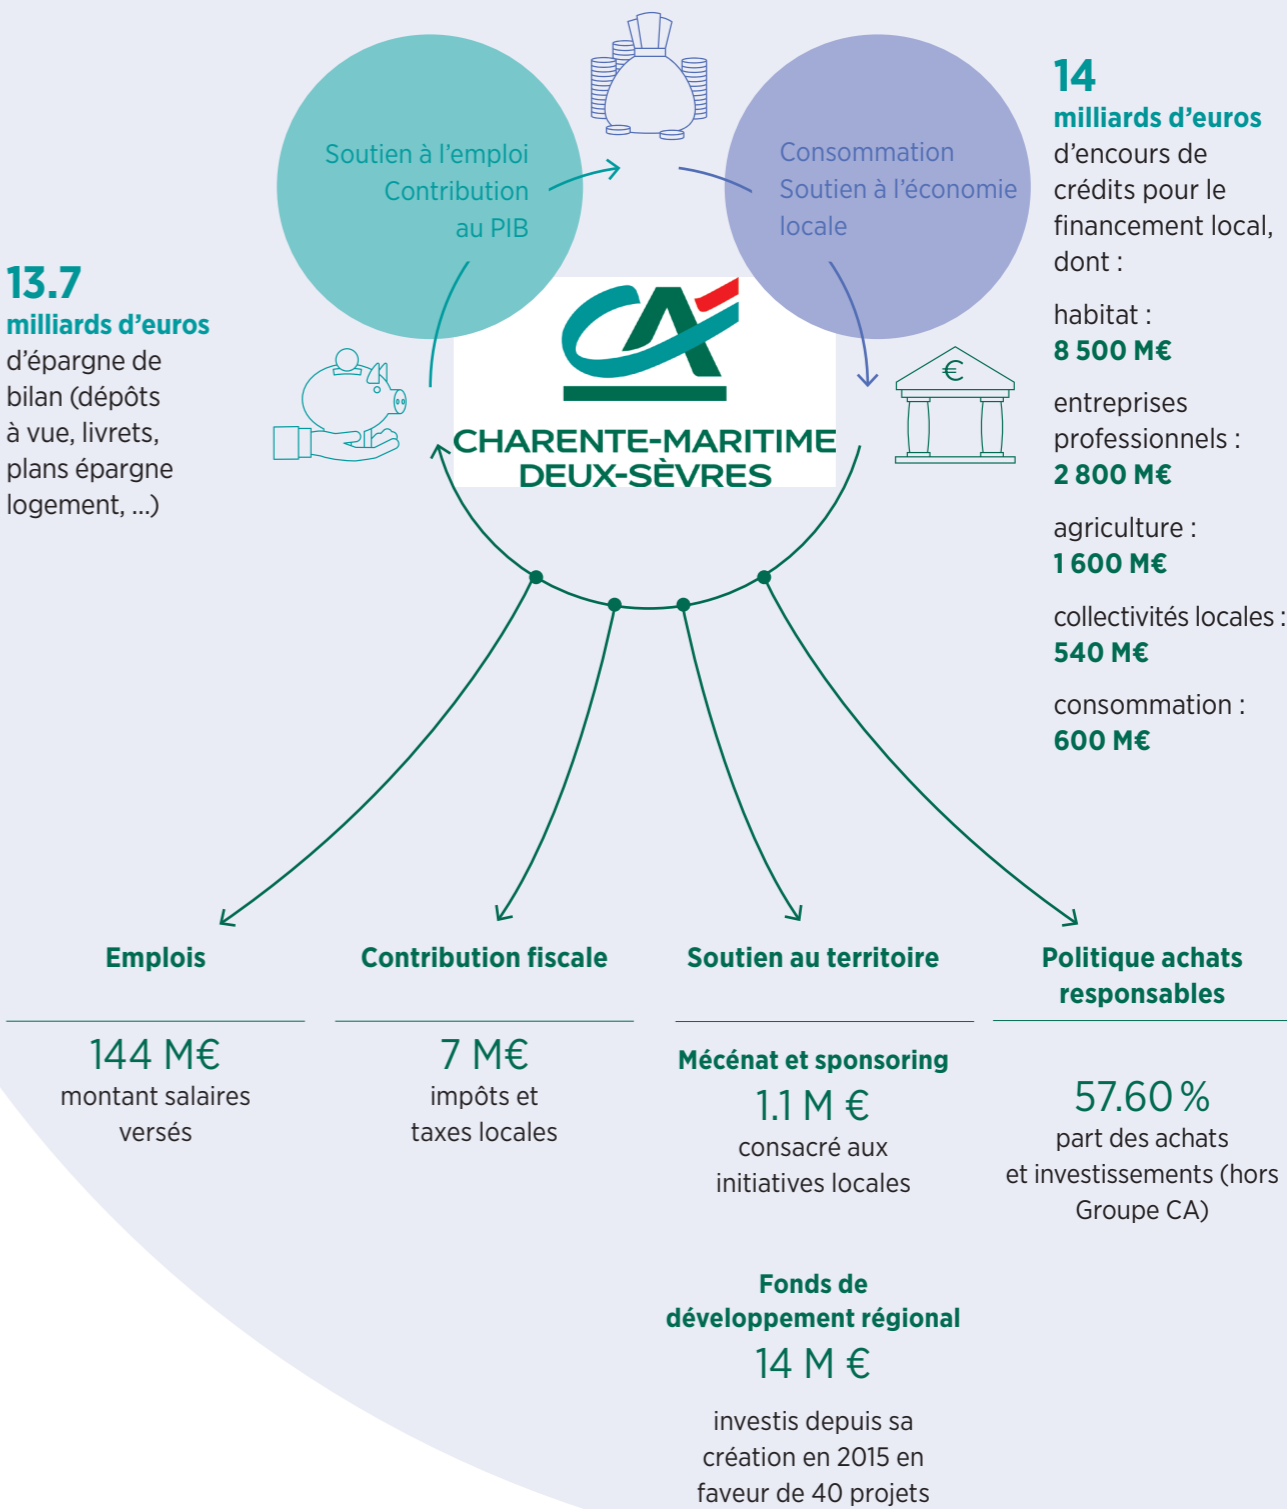 Soutien à l'emploi
Contribution
au PIB
Consommation
Soutien à l'économie
locale
13.7
milliards d'euros
d'épargne de
bilan (dépôts
à vue, livrets,
plans épargne
logement, ...)
CA
CHARENTE-MARITIME
DEUX-SÈVRES
€
14
milliards d'euros
d'encours de
crédits pour le
financement local,
dont :
habitat :
8 500 M€
entreprises
professionnels :
2 800 M€
agriculture :
1 600 M€
collectivités locales :
540 M€
consommation :
600 M€
Emplois
144 M€
montant salaires
versés
Contribution fiscale
7 M€
impôts et
taxes locales
Soutien au territoire
Mécénat et sponsoring
1.1 M €
consacré aux
initiatives locales
Fonds de
développement régional
14 M €
investis depuis sa
création en 2015 en
faveur de 40 projets
Politique achats
responsables
57.60 %
part des achats
et investissements (hors
Groupe CA)